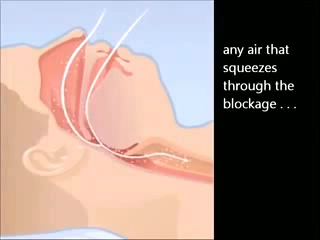 any air that
squeezes
through the
blockage . . .